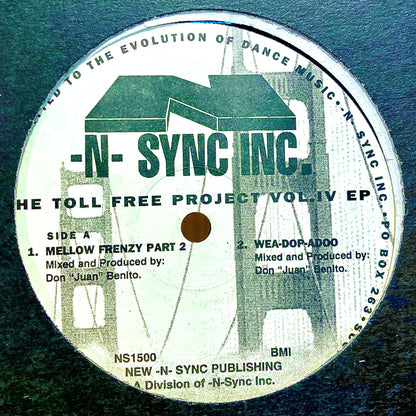 TO THE EVOLUTION OF DANCE MUSIC • -N- SYNC INC. • PO BOX 263 •
-N- SYNC INC.
HE TOLL FREE PROJECT VOL.IV EP
SIDE A
1. MELLOW FRENZY PART 2
Mixed and Produced by:
Don "Juan" Benito.
2. WEA-DOP-ADOO
Mixed and Produced by:
Don "Juan" Benito.
NS1500
BMI
NEW -N- SYNC PUBLISHING
A Division of -N-Sync Inc.